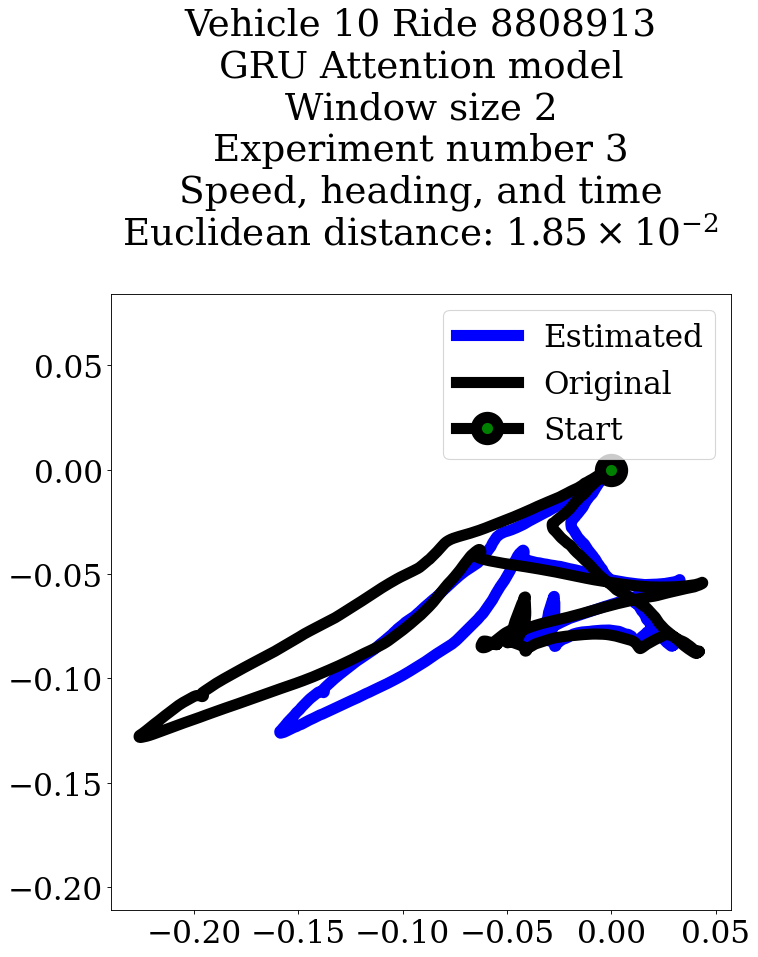 Vehicle 10 Ride 8808913
GRU Attention model
Window size 2
Experiment number 3
Speed, heading, and time
Euclidean distance: 1.85 × 10⁻²
Estimated
Original
Start
0.05
0.00
−0.05
−0.10
−0.15
−0.20
−0.20 −0.15 −0.10 −0.05 0.00 0.05